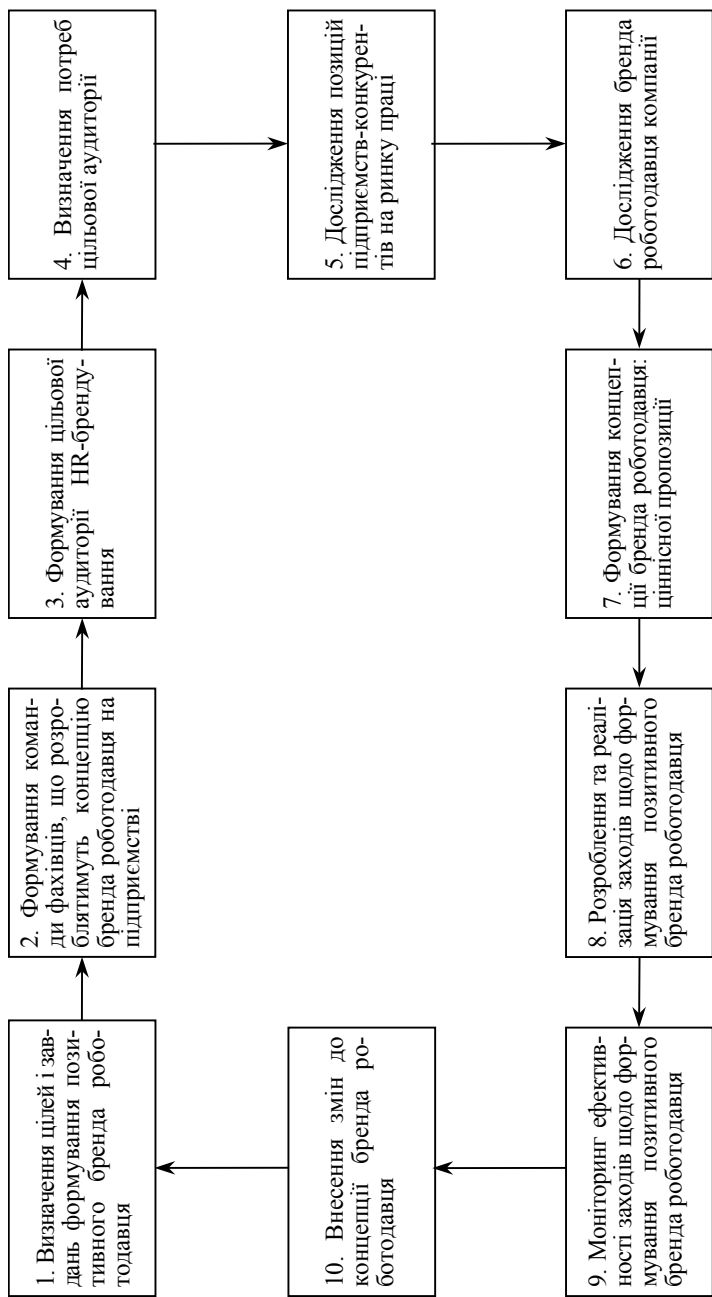 1. Визначення цілей і зав-
дань формування пози-
тивного бренда робо-
тодавця
2. Формування коман-
ди фахівців, що розро-
блятимуть концепцію
бренда роботодавця на
підприємстві
3. Формування цільової
аудиторії HR-бренду-
вання
4. Визначення потреб
цільової аудиторії
5. Дослідження позицій
підприємств-конкурен-
тів на ринку праці
6. Дослідження бренда
роботодавця компанії
7. Формування концеп-
ції бренда роботодавця:
ціннісної пропозиції
8. Розроблення та реалі-
зація заходів щодо фор-
мування позитивного
бренда роботодавця
9. Моніторинг ефектив-
ності заходів щодо фор-
мування позитивного
бренда роботодавця
10. Внесення змін до
концепції бренда ро-
ботодавця